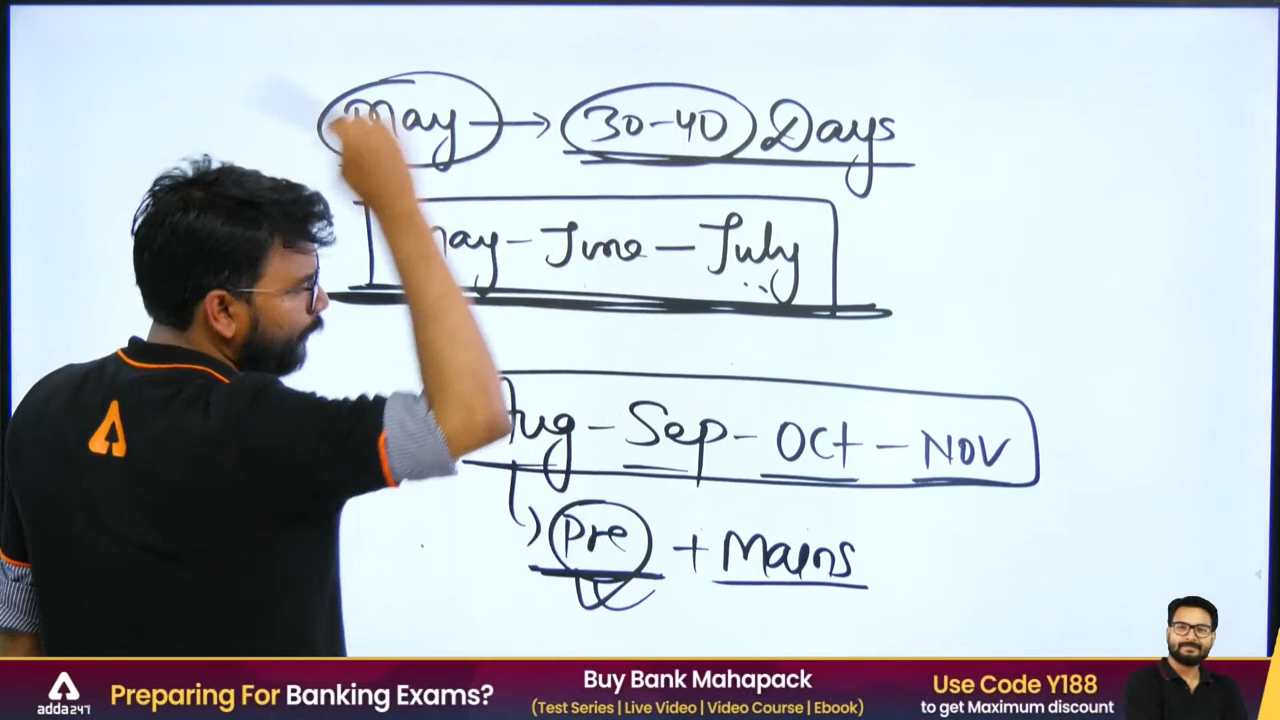 May → 30-40 Days
May - June - July
Aug - Sep - Oct - NOV
Pre + Mains
adda247
Preparing For Banking Exams?
Buy Bank Mahapack
(Test Series | Live Video | Video Course | Ebook)
Use Code Y188
to get Maximum discount